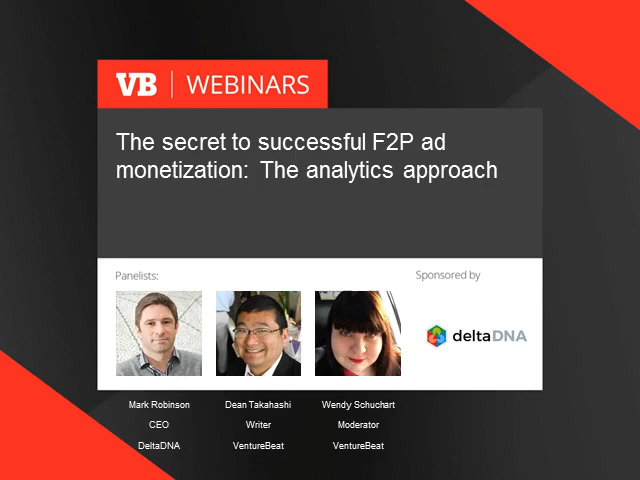 VB | WEBINARS
The secret to successful F2P ad
monetization: The analytics approach
Panelists:
Sponsored by
deltaDNA
Mark Robinson
CEO
DeltaDNA
Dean Takahashi
Writer
VentureBeat
Wendy Schuchart
Moderator
VentureBeat